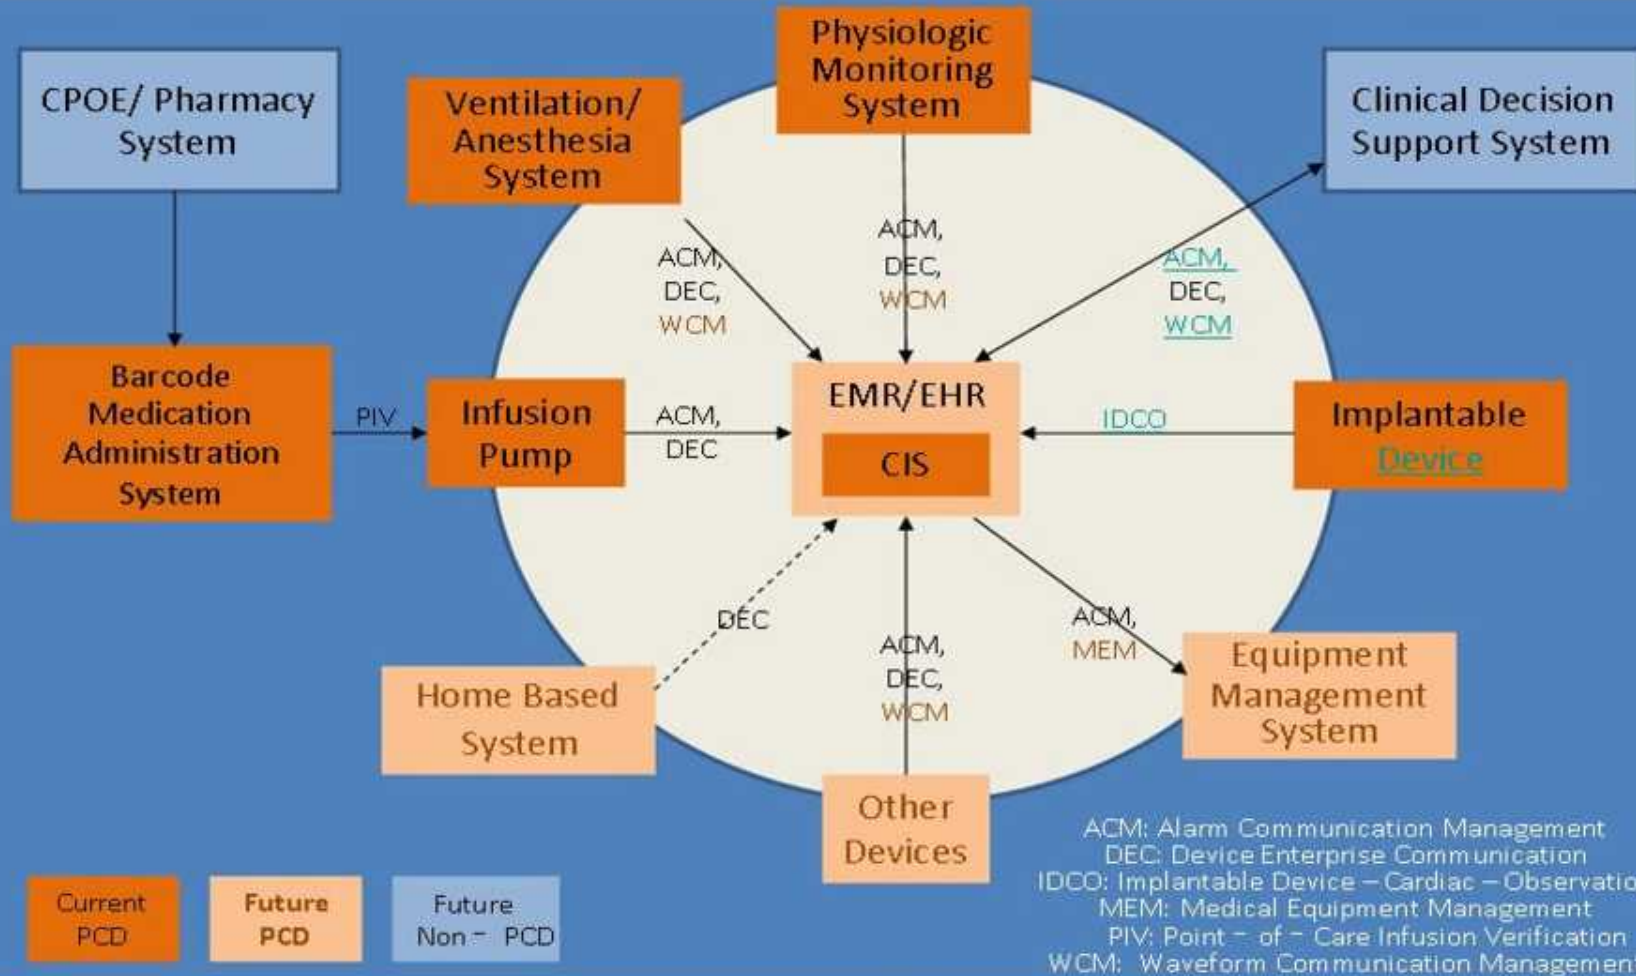 CPOE/ Pharmacy
System
Ventilation/
Anesthesia
System
Physiologic
Monitoring
System
Clinical Decision
Support System
ACM,
DEC,
WCM
ACM,
DEC,
WCM
ACM,
DEC,
WCM
Barcode
Medication
Administration
System
PIV
Infusion
Pump
ACM,
DEC
EMR/EHR
CIS
IDCO
Implantable
Device
DEC
ACM,
DEC,
WCM
ACM,
MEM
Home Based
System
Other
Devices
Equipment
Management
System
Current
PCD
Future
PCD
Future
Non – PCD
ACM: Alarm Communication Management
DEC: Device Enterprise Communication
IDCO: Implantable Device – Cardiac – Observatio
MEM: Medical Equipment Management
PIV: Point – of – Care Infusion Verification
WCM: Waveform Communication Management